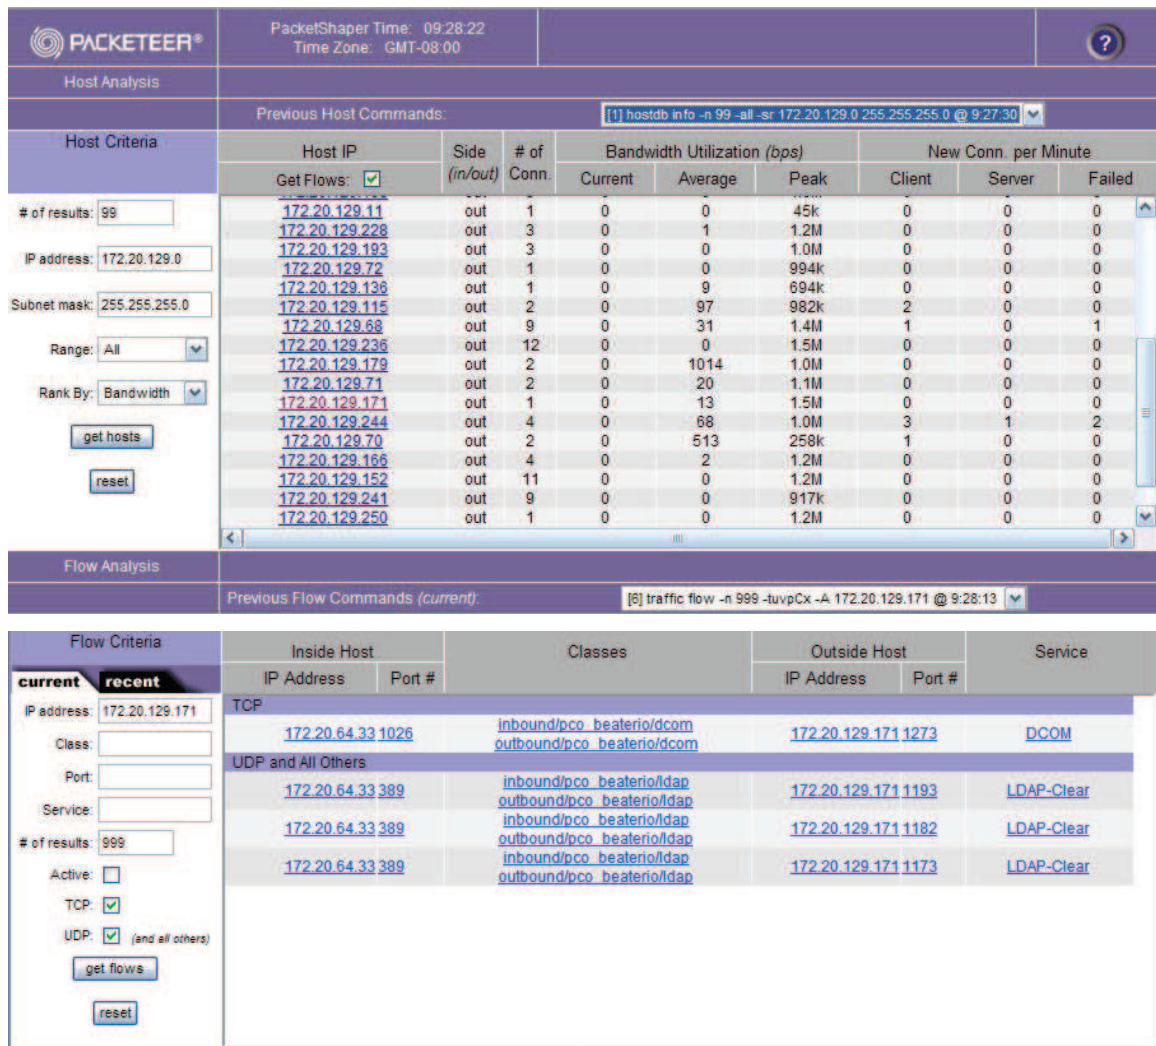 PACKETEER®
PacketShaper Time: 09:28:22
Time Zone: GMT-08:00
?
Host Analysis
Previous Host Commands: [1] hostdb info -n 99 -all -sr 172.20.129.0 255.255.255.0 @ 9:27:30
Host Criteria
Host IP Side # of Bandwidth Utilization (bps) New Conn. per Minute
Get Flows: (in/out) Conn. Current Average Peak Client Server Failed
# of results: 99
IP address: 172.20.129.0
Subnet mask: 255.255.255.0
Range: All
Rank By: Bandwidth
get hosts
reset
172.20.129.11 out 1 0 0 45k 0 0 0
172.20.129.228 out 3 0 1 1.2M 0 0 0
172.20.129.193 out 3 0 0 1.0M 0 0 0
172.20.129.72 out 1 0 0 994k 0 0 0
172.20.129.136 out 1 0 9 694k 0 0 0
172.20.129.115 out 2 0 97 982k 2 0 0
172.20.129.68 out 9 0 31 1.4M 1 0 1
172.20.129.236 out 12 0 0 1.5M 0 0 0
172.20.129.179 out 2 0 1014 1.0M 0 0 0
172.20.129.71 out 2 0 20 1.1M 0 0 0
172.20.129.171 out 1 0 13 1.5M 0 0 0
172.20.129.244 out 4 0 68 1.0M 3 1 2
172.20.129.70 out 2 0 513 258k 1 0 0
172.20.129.166 out 4 0 2 1.2M 0 0 0
172.20.129.152 out 11 0 0 1.2M 0 0 0
172.20.129.241 out 9 0 0 917k 0 0 0
172.20.129.250 out 1 0 0 1.2M 0 0 0
Flow Analysis
Previous Flow Commands (current): [6] traffic flow -n 999 -tuvpCx -A 172.20.129.171 @ 9:28:13
Flow Criteria
current recent
IP address: 172.20.129.171
Class:
Port:
Service:
# of results: 999
Active:
TCP:
UDP: (and all others)
get flows
reset
Inside Host Classes Outside Host Service
IP Address Port # IP Address Port #
TCP
172.20.64.33 1026 inbound/pco_beaterio/dcom 172.20.129.171 1273 DCOM
outbound/pco_beaterio/dcom
UDP and All Others
172.20.64.33 389 inbound/pco_beaterio/ldap 172.20.129.171 1193 LDAP-Clear
outbound/pco_beaterio/ldap
172.20.64.33 389 inbound/pco_beaterio/ldap 172.20.129.171 1182 LDAP-Clear
outbound/pco_beaterio/ldap
172.20.64.33 389 inbound/pco_beaterio/ldap 172.20.129.171 1173 LDAP-Clear
outbound/pco_beaterio/ldap